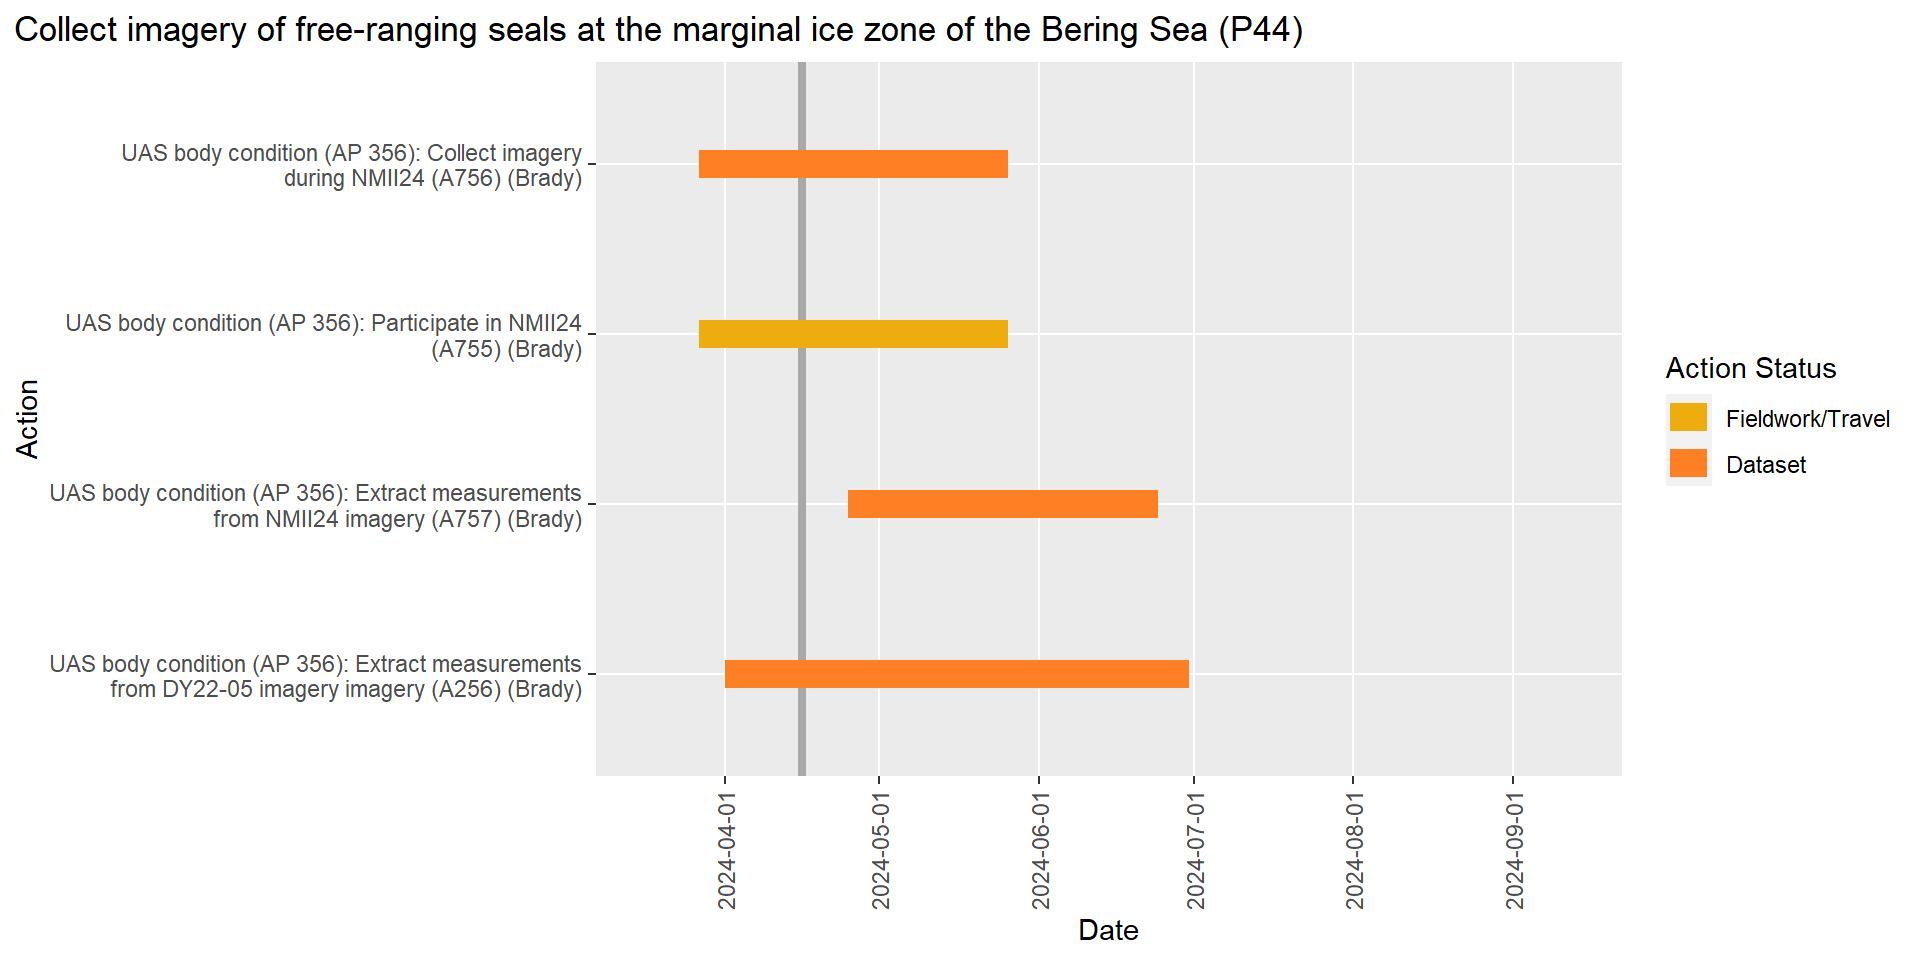 Collect imagery of free-ranging seals at the marginal ice zone of the Bering Sea (P44)
UAS body condition (AP 356): Collect imagery
during NMII24 (A756) (Brady)
UAS body condition (AP 356): Participate in NMII24
(A755) (Brady)
UAS body condition (AP 356): Extract measurements
from NMII24 imagery (A757) (Brady)
UAS body condition (AP 356): Extract measurements
from DY22-05 imagery imagery (A256) (Brady)
Action
2024-04-01
2024-05-01
2024-06-01
2024-07-01
2024-08-01
2024-09-01
Date
Action Status
Fieldwork/Travel
Dataset